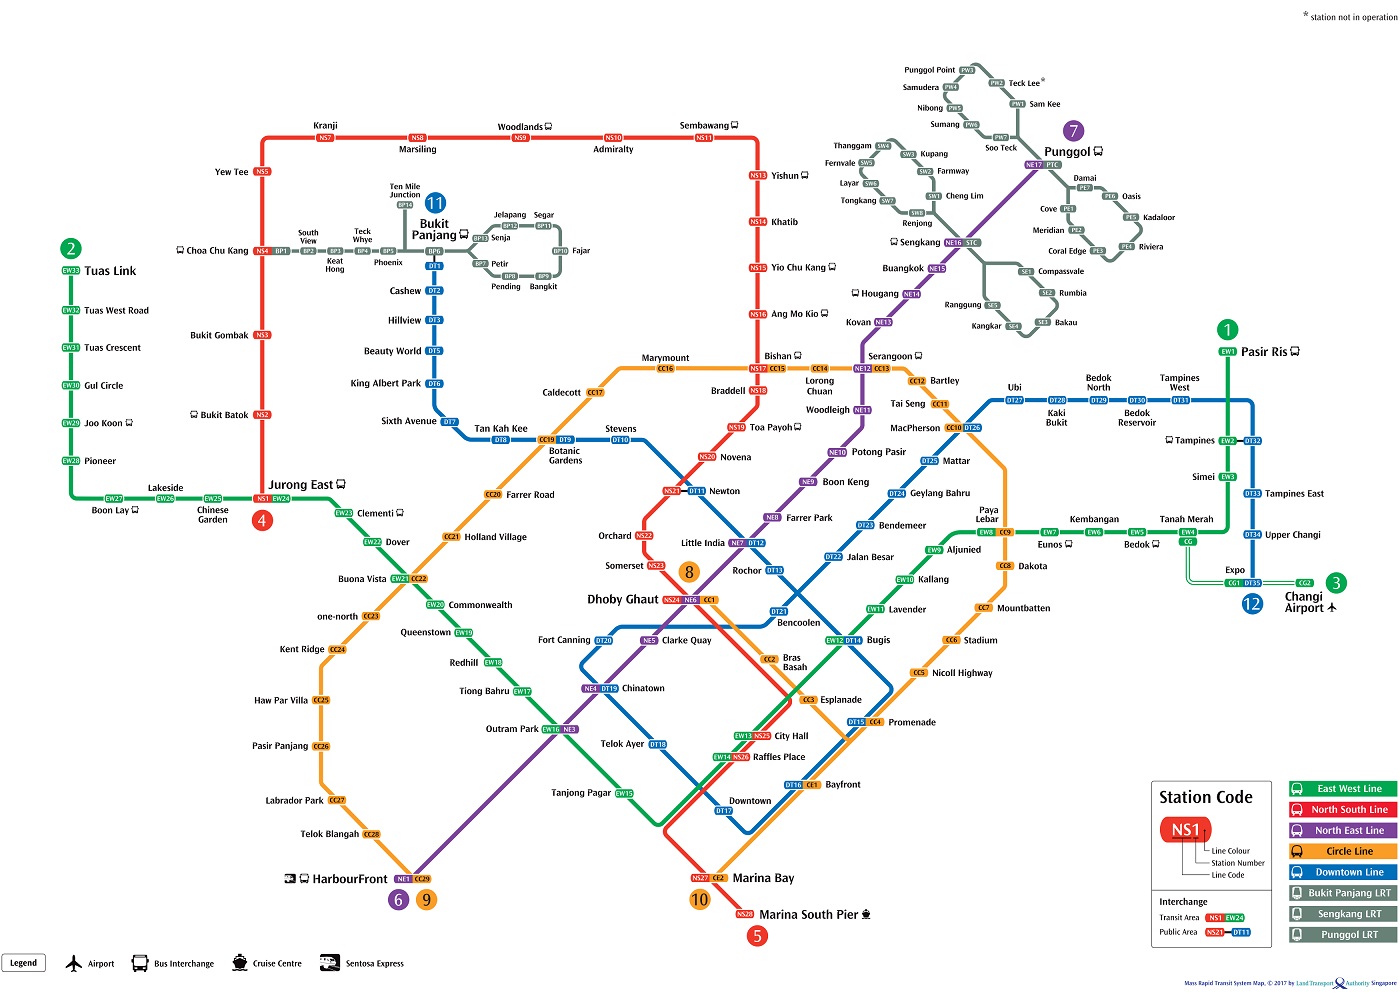 * station not in operation
Punggol Point PW3
PW2 Teck Lee*
Samudera PW4
PW1 Sam Kee
Nibong PW5
Sumang PW6
PW7
Soo Teck
7
Punggol
NE17 PTC
Thanggam SW4
SW3 Kupang
Fernvale SW5
SW2 Farmway
Layar SW6
SW1 Cheng Lim
Tongkang SW7
SW8
Renjong
Damai
PE7
PE6 Oasis
Cove PE1
PE5 Kadaloor
Meridian PE2
PE4 Riviera
Coral Edge PE3
Sengkang NE16 STC
Buangkok NE15
SE1 Compassvale
Hougang NE14
SE2 Rumbia
Ranggung SE5
SE3 Bakau
Kangkar SE4
Kovan NE13
Kranji
NS7
NS8
Marsiling
Woodlands
NS9
NS10
Admiralty
Sembawang
NS11
Yew Tee NS5
NS13 Yishun
NS14 Khatib
NS15 Yio Chu Kang
NS16 Ang Mo Kio
Ten Mile
Junction
BP14
11
Bukit
Panjang
BP6
DT1
Choa Chu Kang NS4 BP1
South
View
BP2
BP3
Keat
Hong
Teck
Whye
BP4
BP5
Phoenix
Jelapang
BP12
Segar
BP11
BP13 Senja
BP10 Fajar
BP7 Petir
BP8
Pending
BP9
Bangkit
2
EW33 Tuas Link
EW32 Tuas West Road
EW31 Tuas Crescent
EW30 Gul Circle
EW29 Joo Koon
EW28 Pioneer
Bukit Gombak NS3
Bukit Batok NS2
Cashew DT2
Hillview DT3
Beauty World DT5
King Albert Park DT6
Sixth Avenue DT7
Tan Kah Kee
DT8
CC19 DT9
Botanic
Gardens
Stevens
DT10
Marymount
CC16
Caldecott CC17
Bishan
NS17 CC15
CC14
Lorong
Chuan
Serangoon
NE12 CC13
CC12 Bartley
Braddell NS18
Tai Seng CC11
Woodleigh NE11
MacPherson CC10 DT26
Toa Payoh
NS19
NE10 Potong Pasir
NS20 Novena
NE9 Boon Keng
NS21 DT11 Newton
NE8 Farrer Park
Ubi
DT27
DT28
Kaki
Bukit
Bedok
North
DT29
DT30
Bedok
Reservoir
Tampines
West
DT31
1
EW1 Pasir Ris
Tampines EW2 DT32
Simei EW3
DT33 Tampines East
DT34 Upper Changi
DT25 Mattar
DT24 Geylang Bahru
DT23 Bendemeer
DT22 Jalan Besar
EW27
Boon Lay
Lakeside
EW26
EW25
Chinese
Garden
Jurong East
NS1 EW24
4
EW23 Clementi
EW22 Dover
CC20 Farrer Road
CC21 Holland Village
Buona Vista EW21 CC22
EW20 Commonwealth
one-north CC23
Queenstown EW19
Kent Ridge CC24
Redhill EW18
Tiong Bahru EW17
Haw Par Villa CC25
Outram Park EW16 NE3
Pasir Panjang CC26
Labrador Park CC27
Telok Blangah CC28
HarbourFront NE1 CC29
6
9
Orchard NS22
Little India NE7 DT12
Somerset NS23
8
Rochor DT13
Dhoby Ghaut NS24 NE6 CC1
DT21
Bencoolen
Fort Canning DT20
NE5 Clarke Quay
EW12 DT14 Bugis
CC2 Bras
Basah
NE4 DT19 Chinatown
CC3 Esplanade
DT15 CC4 Promenade
EW13 NS25 City Hall
Telok Ayer DT18
EW14 NS26 Raffles Place
Tanjong Pagar EW15
DT16 CE1 Bayfront
Downtown
DT17
NS27 CE2 Marina Bay
10
NS28 Marina South Pier
5
Paya
Lebar
EW8 CC9
EW7
Eunos
Kembangan
EW6
EW5
Bedok
Tanah Merah
EW4
CG
Expo
CG1 DT35
CG2
3
Changi
Airport
12
EW9 Aljunied
EW10 Kallang
EW11 Lavender
CC8 Dakota
CC7 Mountbatten
CC6 Stadium
CC5 Nicoll Highway
Station Code
NS1
Line Colour
Station Number
Line Code
Interchange
Transit Area NS1 EW24
Public Area NS21 DT11
East West Line
North South Line
North East Line
Circle Line
Downtown Line
Bukit Panjang LRT
Sengkang LRT
Punggol LRT
Legend
Airport
Bus Interchange
Cruise Centre
Sentosa Express
Mass Rapid Transit System Map, © 2017 by Land Transport Authority Singapore